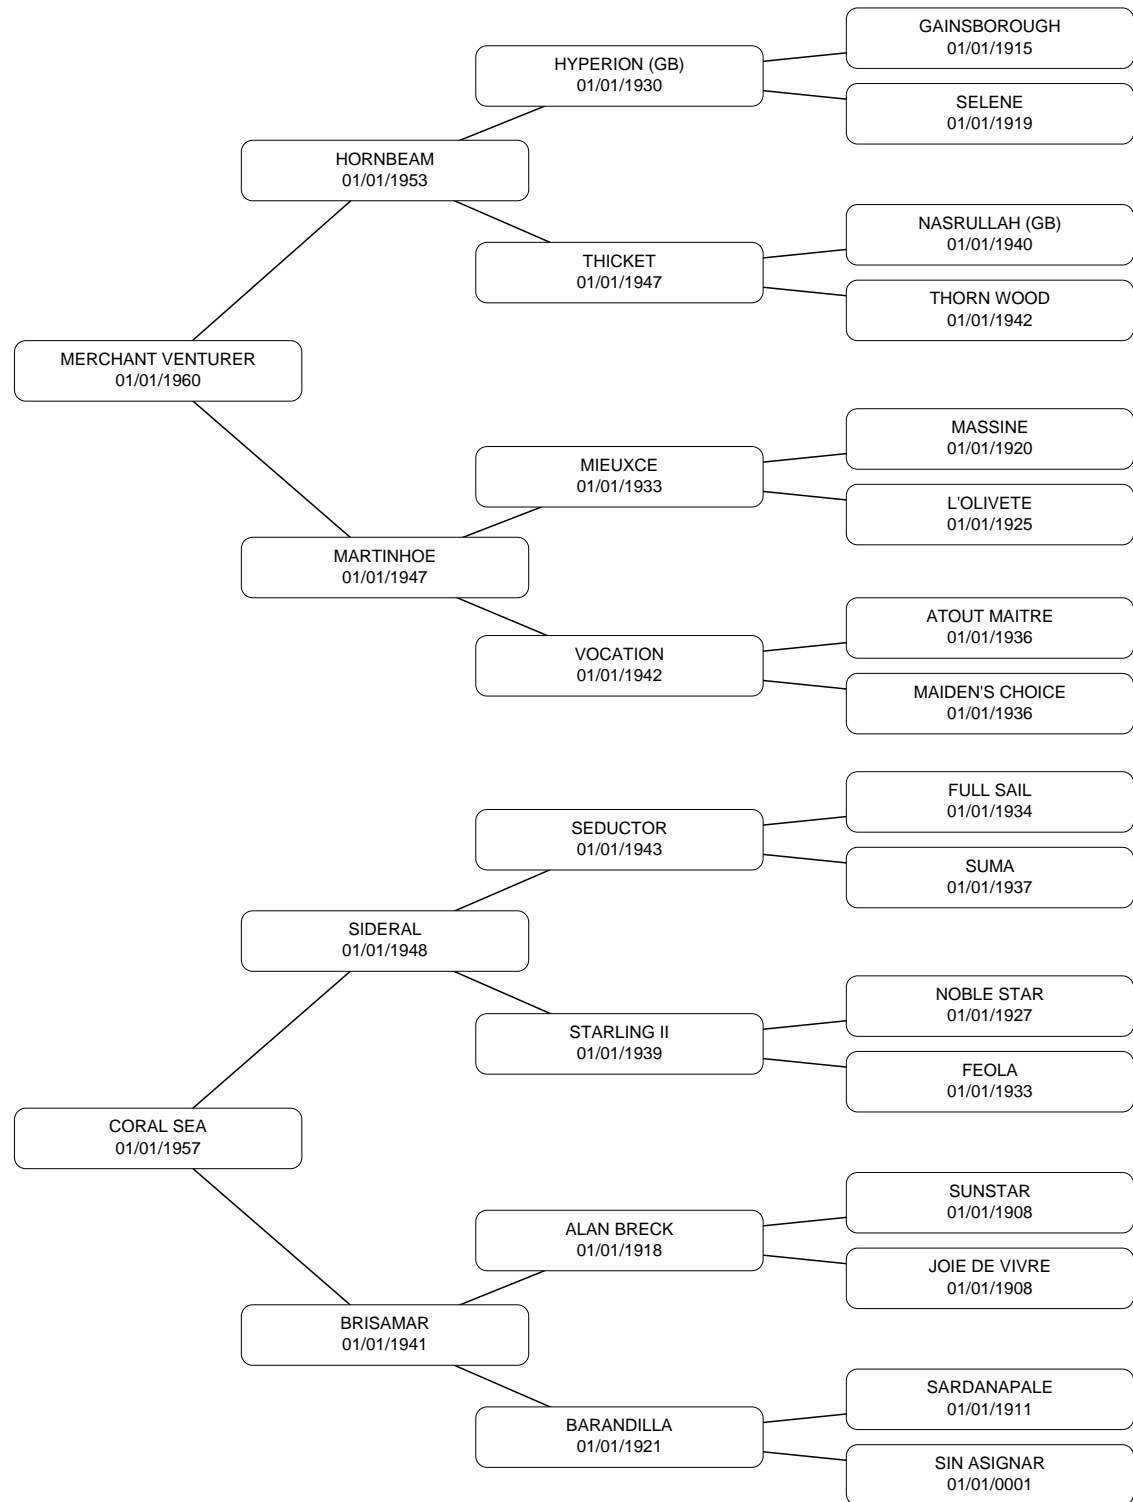 GAINSBOROUGH
01/01/1915
HYPERION (GB)
01/01/1930
SELENE
01/01/1919
HORNBEAM
01/01/1953
NASRULLAH (GB)
01/01/1940
THICKET
01/01/1947
THORN WOOD
01/01/1942
MERCHANT VENTURER
01/01/1960
MASSINE
01/01/1920
MIEUXCE
01/01/1933
L'OLIVETE
01/01/1925
MARTINHOE
01/01/1947
ATOUT MAITRE
01/01/1936
VOCATION
01/01/1942
MAIDEN'S CHOICE
01/01/1936
FULL SAIL
01/01/1934
SEDUCTOR
01/01/1943
SUMA
01/01/1937
SIDERAL
01/01/1948
NOBLE STAR
01/01/1927
STARLING II
01/01/1939
FEOLA
01/01/1933
CORAL SEA
01/01/1957
SUNSTAR
01/01/1908
ALAN BRECK
01/01/1918
JOIE DE VIVRE
01/01/1908
BRISAMAR
01/01/1941
SARDANAPALE
01/01/1911
BARANDILLA
01/01/1921
SIN ASIGNAR
01/01/0001